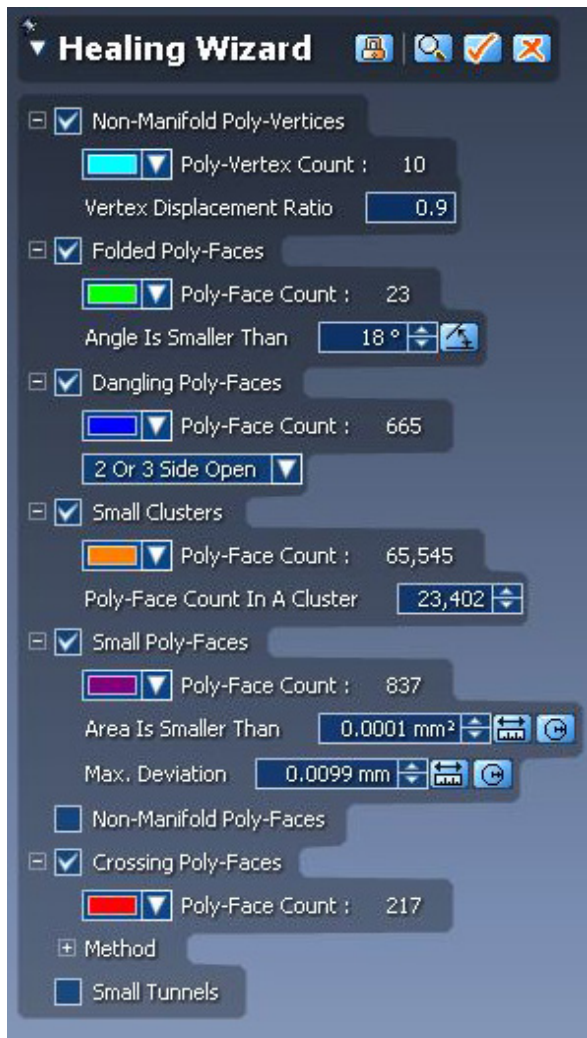 Healing Wizard
Non-Manifold Poly-Vertices
Poly-Vertex Count : 10
Vertex Displacement Ratio 0.9
Folded Poly-Faces
Poly-Face Count : 23
Angle Is Smaller Than 18 °
Dangling Poly-Faces
Poly-Face Count : 665
2 Or 3 Side Open
Small Clusters
Poly-Face Count : 65,545
Poly-Face Count In A Cluster 23,402
Small Poly-Faces
Poly-Face Count : 837
Area Is Smaller Than 0.0001 mm²
Max. Deviation 0.0099 mm
Non-Manifold Poly-Faces
Crossing Poly-Faces
Poly-Face Count : 217
Method
Small Tunnels